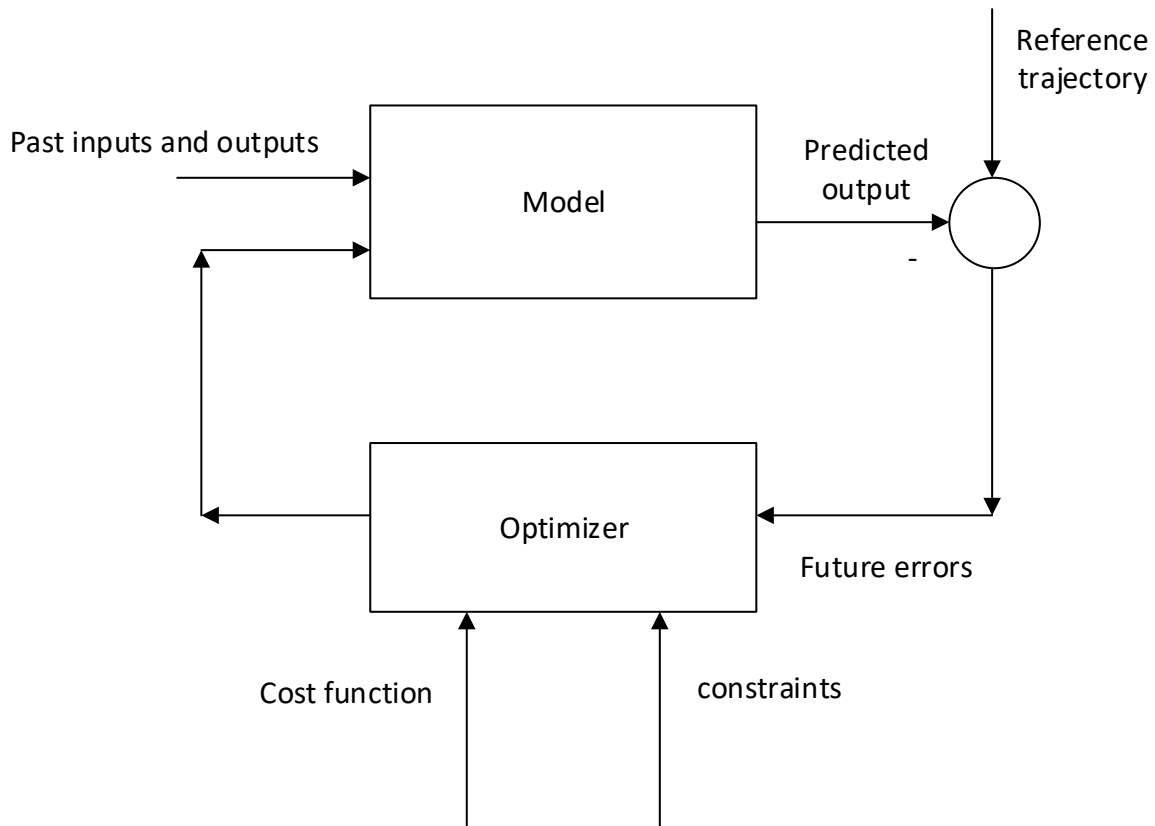 Reference
trajectory
Past inputs and outputs
Predicted
output
Model
-
Optimizer
Future errors
Cost function
constraints